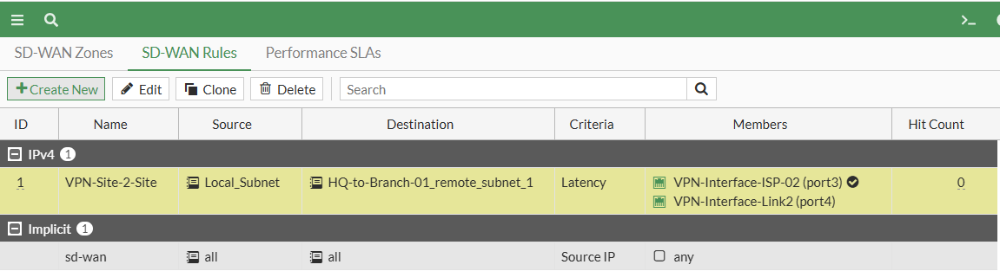 SD-WAN Zones SD-WAN Rules Performance SLAs
Create New Edit Clone Delete Search
ID Name Source Destination Criteria Members Hit Count
IPv4 1
1 VPN-Site-2-Site Local_Subnet HQ-to-Branch-01_remote_subnet_1 Latency VPN-Interface-ISP-02 (port3) 0
VPN-Interface-Link2 (port4)
Implicit 1
sd-wan all all Source IP any